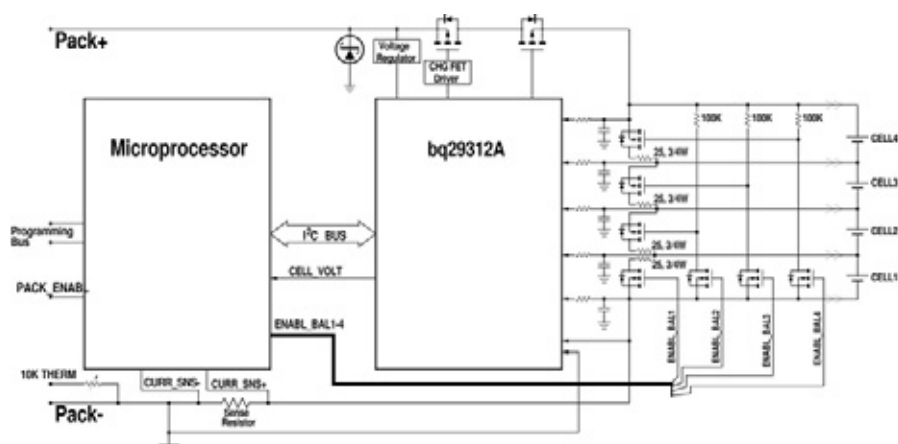 Pack+
Voltage
Regulator
CHG FET
Driver
Microprocessor
bq29312A
100K
100K
100K
25, 3/4W
25, 3/4W
25, 3/4W
25, 3/4W
CELL4
CELL3
CELL2
CELL1
Programming
Bus
I²C BUS
CELL_VOLT
PACK_ENABL
ENABL_BAL1-4
ENABL_BAL1
ENABL_BAL2
ENABL_BAL3
ENABL_BAL4
10K THERM
CURR_SNS-
CURR_SNS+
Sense
Resistor
Pack-